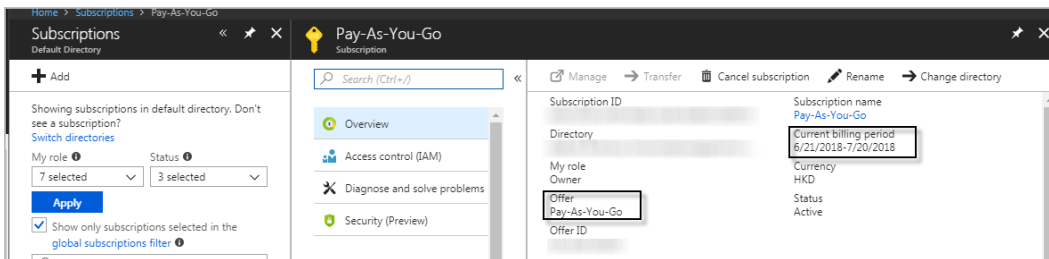 Home > Subscriptions > Pay-As-You-Go
Subscriptions
Default Directory
Add
Showing subscriptions in default directory. Don't
see a subscription?
Switch directories
My role Status
7 selected 3 selected
Apply
Show only subscriptions selected in the
global subscriptions filter
Pay-As-You-Go
Subscription
Search (Ctrl+/)
Overview
Access control (IAM)
Diagnose and solve problems
Security (Preview)
Manage Transfer Cancel subscription Rename Change directory
Subscription ID
Directory
My role
Owner
Offer
Pay-As-You-Go
Offer ID
Subscription name
Pay-As-You-Go
Current billing period
6/21/2018-7/20/2018
Currency
HKD
Status
Active